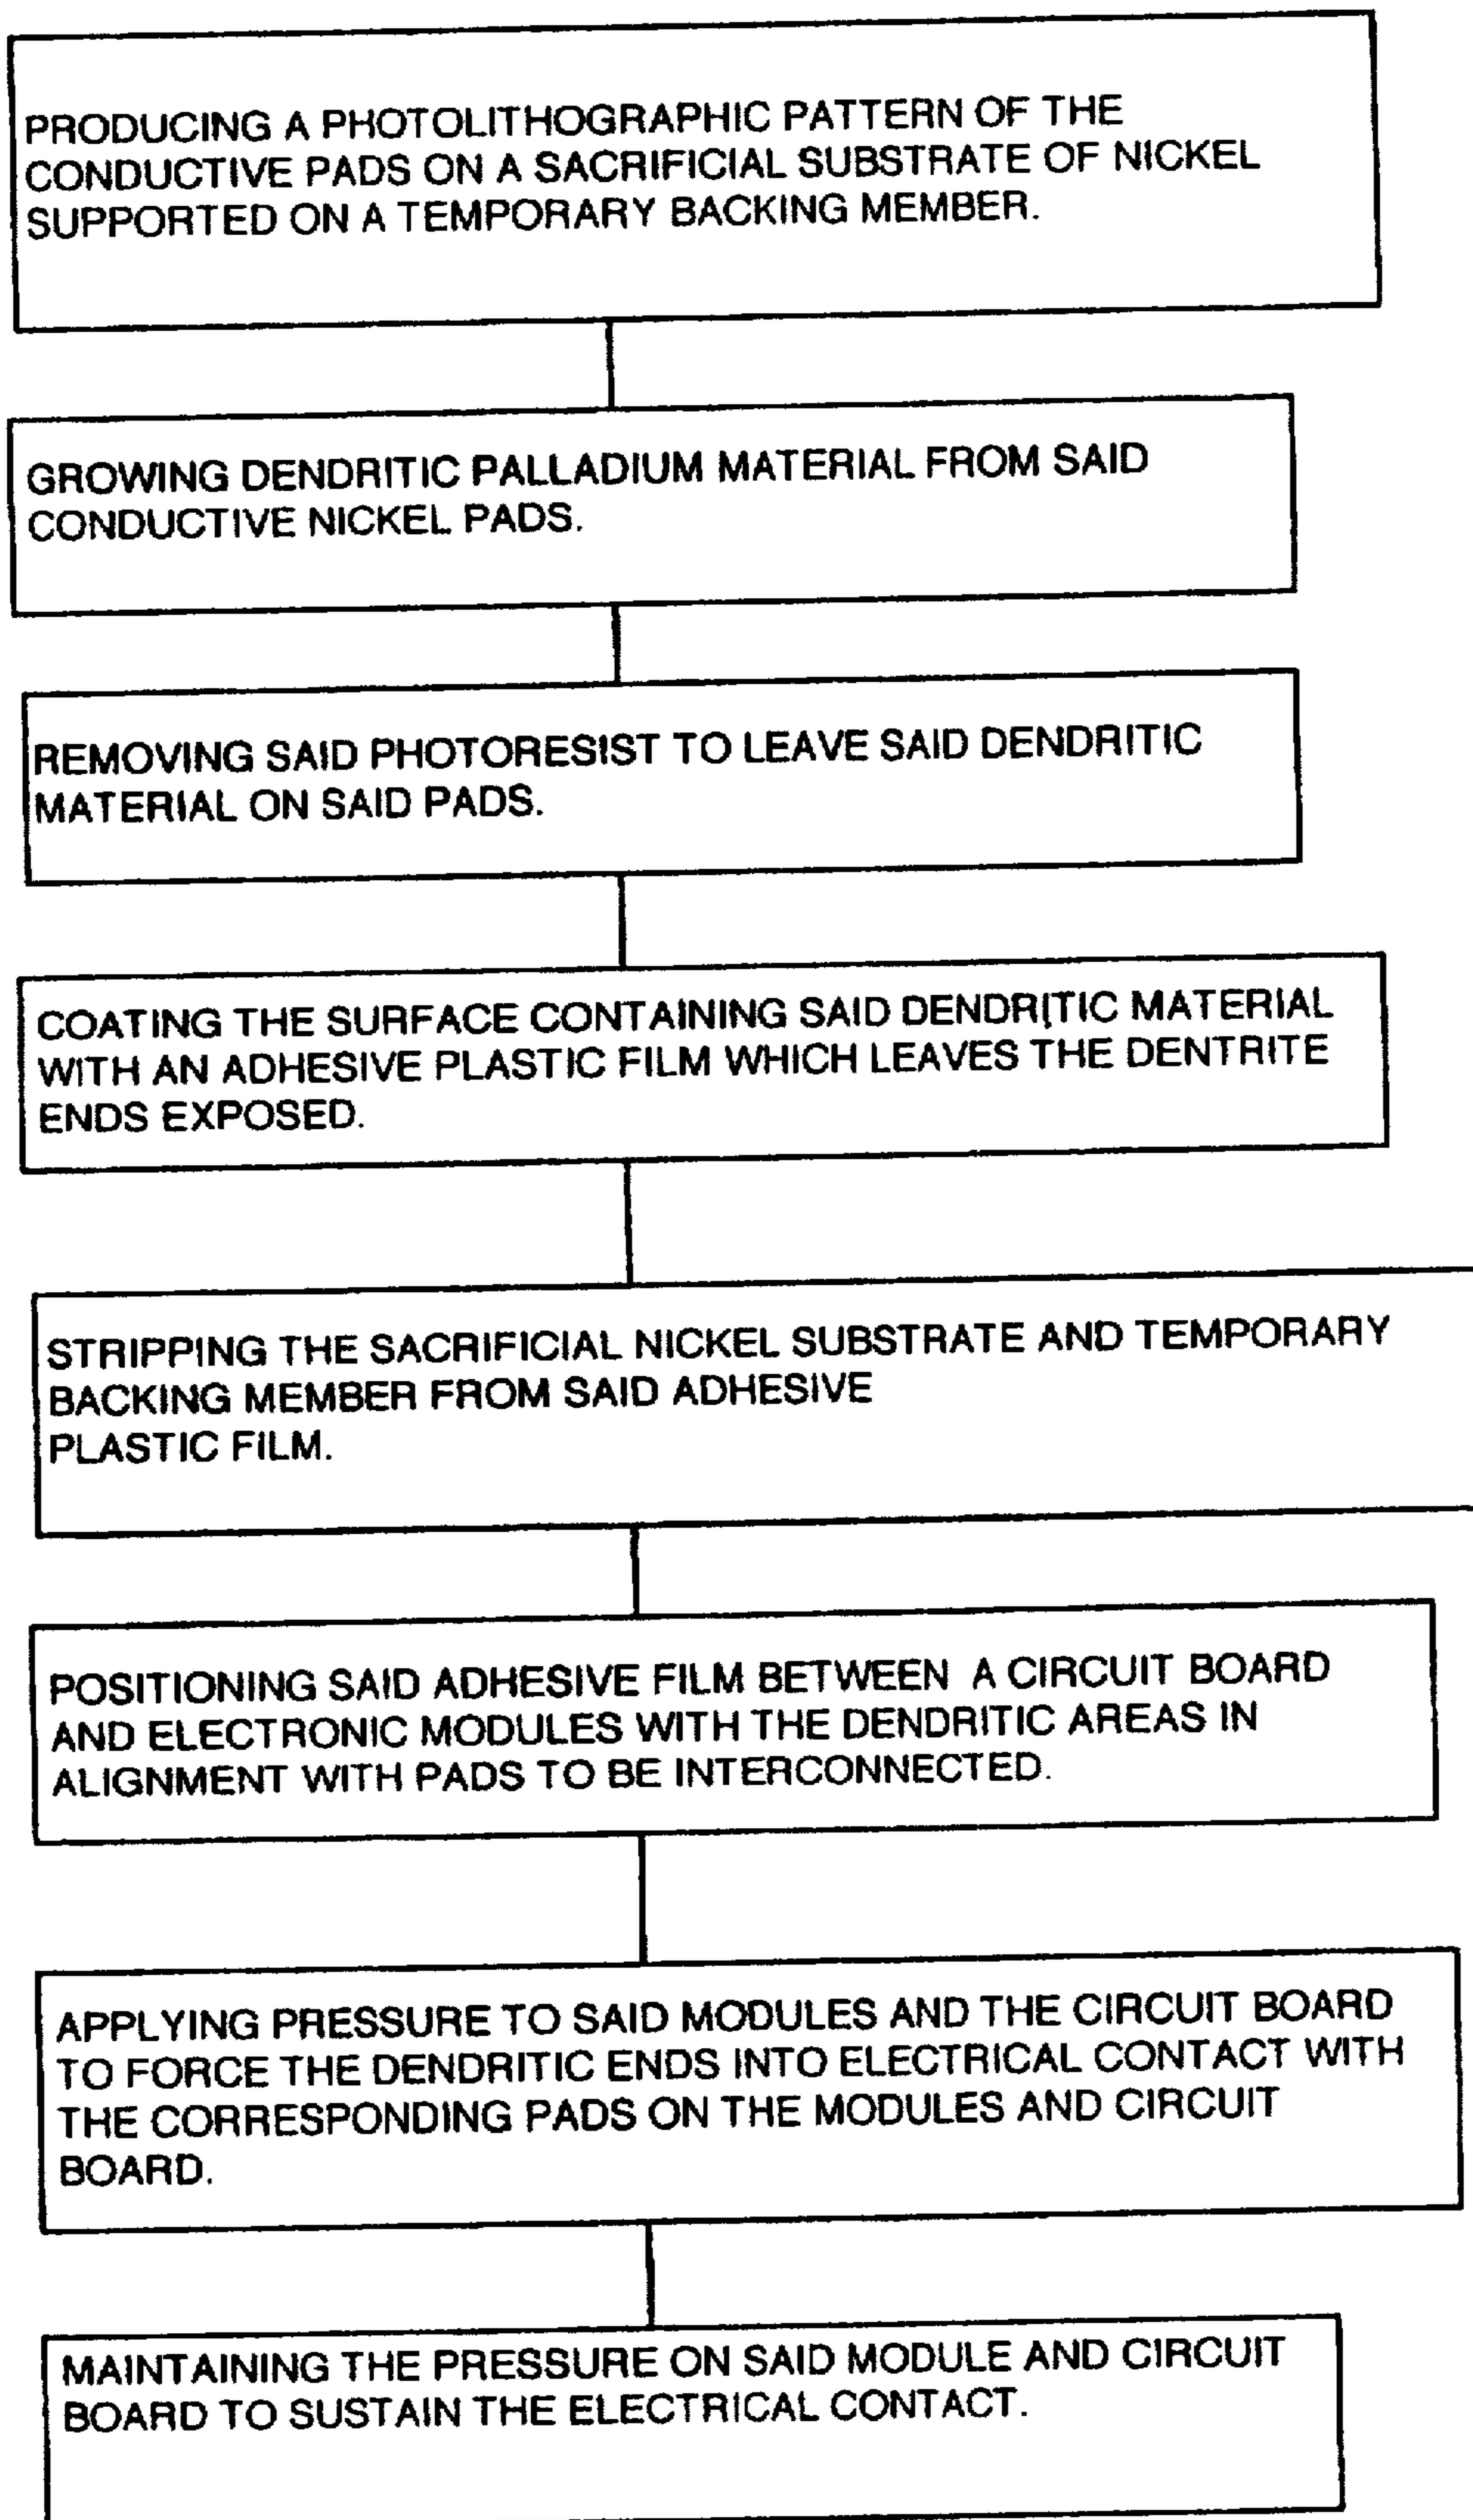 PRODUCING A PHOTOLITHOGRAPHIC PATTERN OF THE
CONDUCTIVE PADS ON A SACRIFICIAL SUBSTRATE OF NICKEL
SUPPORTED ON A TEMPORARY BACKING MEMBER.
GROWING DENDRITIC PALLADIUM MATERIAL FROM SAID
CONDUCTIVE NICKEL PADS.
REMOVING SAID PHOTORESIST TO LEAVE SAID DENDRITIC
MATERIAL ON SAID PADS.
COATING THE SURFACE CONTAINING SAID DENDRITIC MATERIAL
WITH AN ADHESIVE PLASTIC FILM WHICH LEAVES THE DENTRITE
ENDS EXPOSED.
STRIPPING THE SACRIFICIAL NICKEL SUBSTRATE AND TEMPORARY
BACKING MEMBER FROM SAID ADHESIVE
PLASTIC FILM.
POSITIONING SAID ADHESIVE FILM BETWEEN A CIRCUIT BOARD
AND ELECTRONIC MODULES WITH THE DENDRITIC AREAS IN
ALIGNMENT WITH PADS TO BE INTERCONNECTED.
APPLYING PRESSURE TO SAID MODULES AND THE CIRCUIT BOARD
TO FORCE THE DENDRITIC ENDS INTO ELECTRICAL CONTACT WITH
THE CORRESPONDING PADS ON THE MODULES AND CIRCUIT
BOARD.
MAINTAINING THE PRESSURE ON SAID MODULE AND CIRCUIT
BOARD TO SUSTAIN THE ELECTRICAL CONTACT.